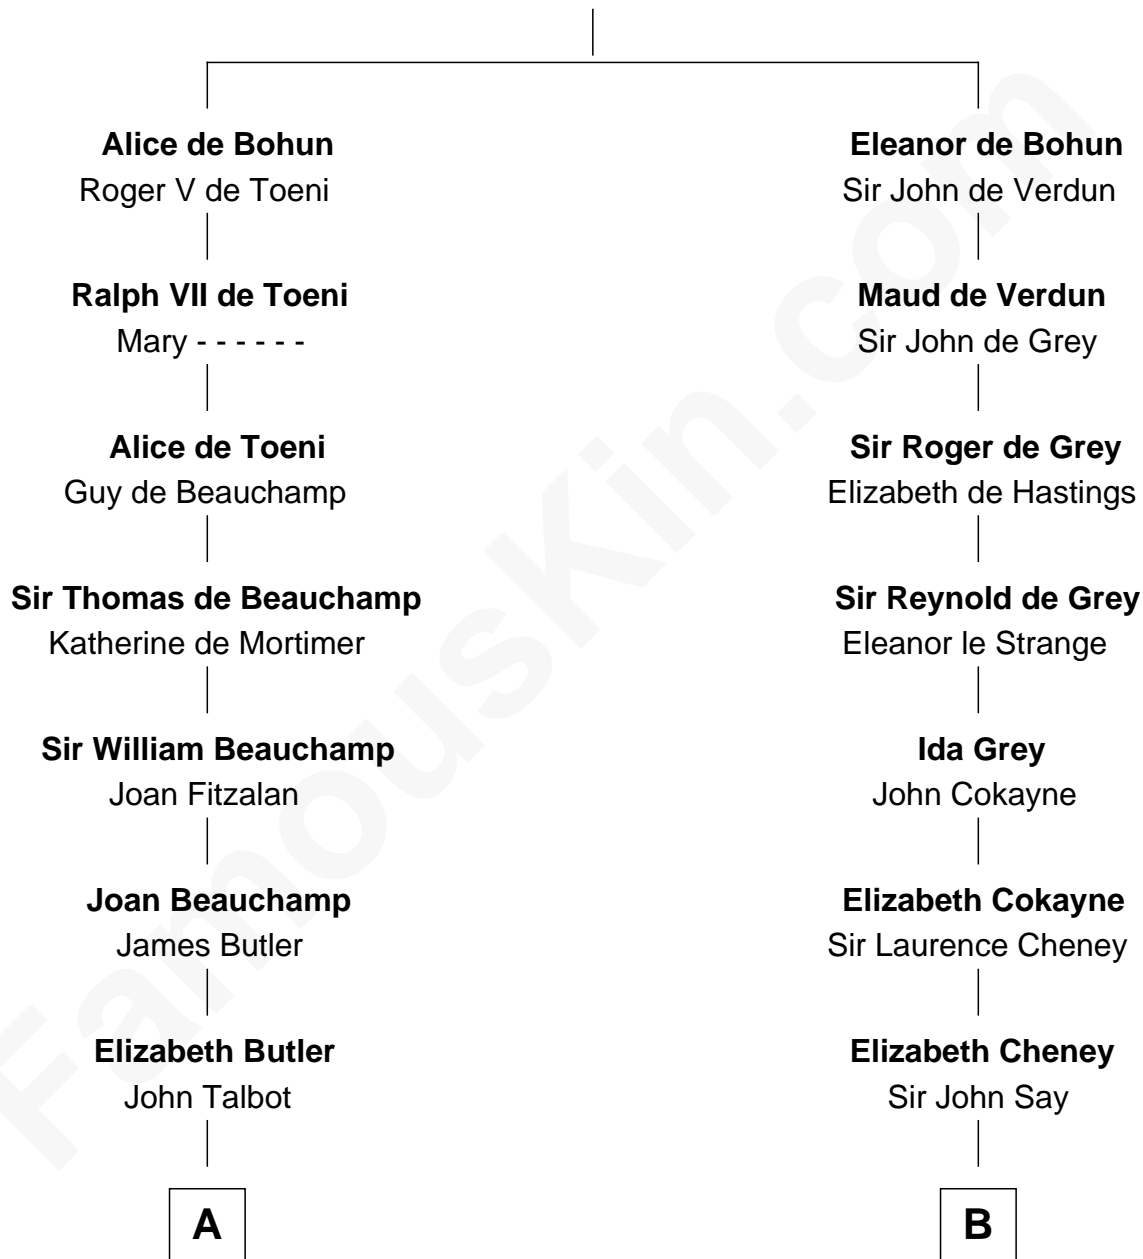 Alice de Bohun
Roger V de Toeni
Eleanor de Bohun
Sir John de Verdun
Ralph VII de Toeni
Mary - - - - - -
Maud de Verdun
Sir John de Grey
Alice de Toeni
Guy de Beauchamp
Sir Roger de Grey
Elizabeth de Hastings
Sir Thomas de Beauchamp
Katherine de Mortimer
Sir Reynold de Grey
Eleanor le Strange
Sir William Beauchamp
Joan Fitzalan
Ida Grey
John Cokayne
Joan Beauchamp
James Butler
Elizabeth Cokayne
Sir Laurence Cheney
Elizabeth Butler
John Talbot
Elizabeth Cheney
Sir John Say
A
B
FamousKin.com